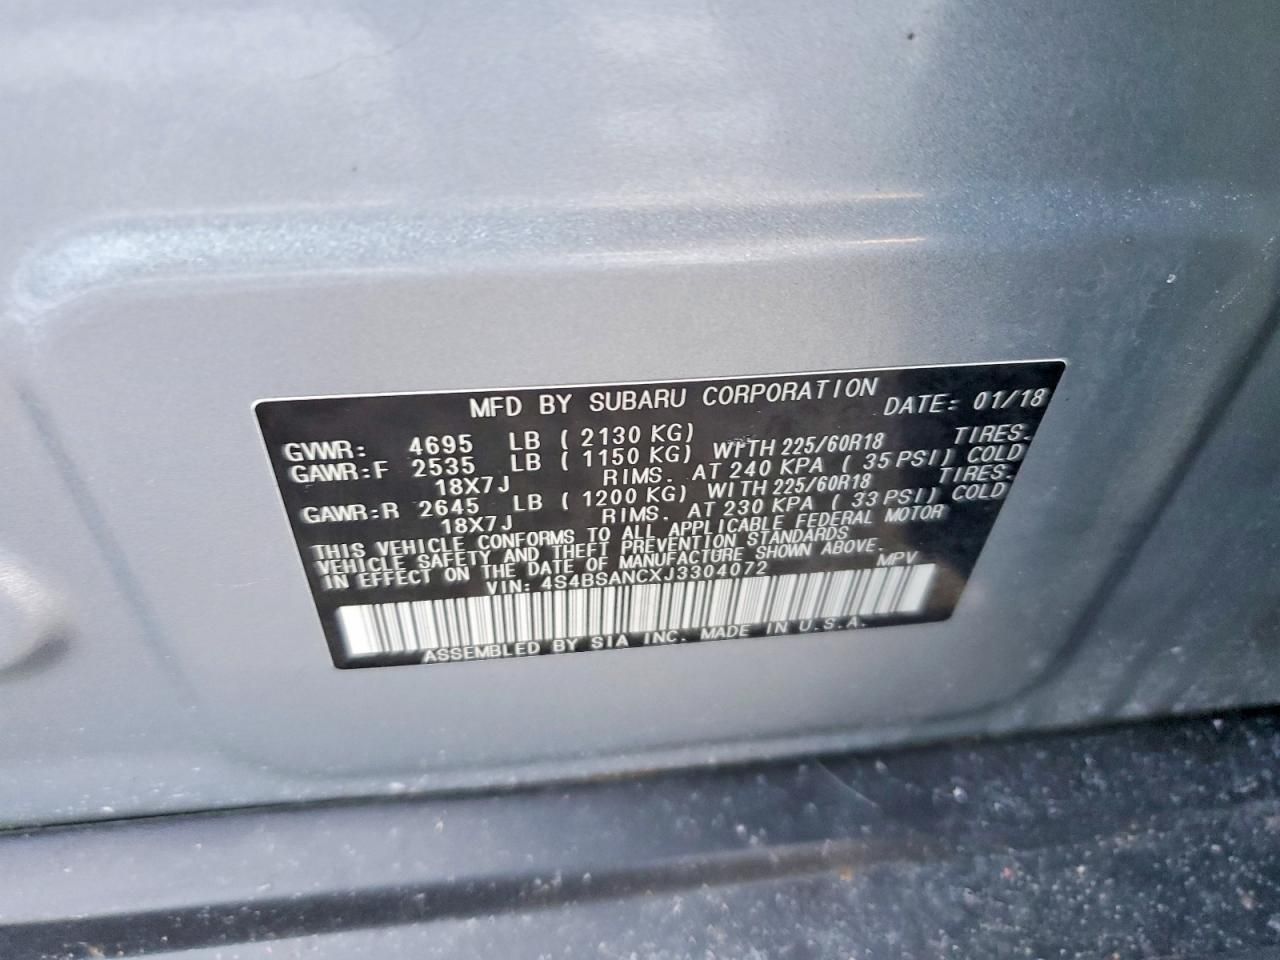 MFD BY SUBARU CORPORATION DATE: 01/18
GVWR: 4695 LB ( 2130 KG) TIRES.
GAWR:F 2535 LB ( 1150 KG) WITH 225/60R18
18X7J RIMS. AT 240 KPA ( 35 PSI) COLD
TIRES.
GAWR:R 2645 LB ( 1200 KG) WITH 225/60R18
18X7J RIMS. AT 230 KPA ( 33 PSI) COLD
THIS VEHICLE CONFORMS TO ALL APPLICABLE FEDERAL MOTOR
VEHICLE SAFETY AND THEFT PREVENTION STANDARDS
IN EFFECT ON THE DATE OF MANUFACTURE SHOWN ABOVE.
VIN: 4S4BSANCXJ3304072 MPV
ASSEMBLED BY SIA INC. MADE IN U.S.A.